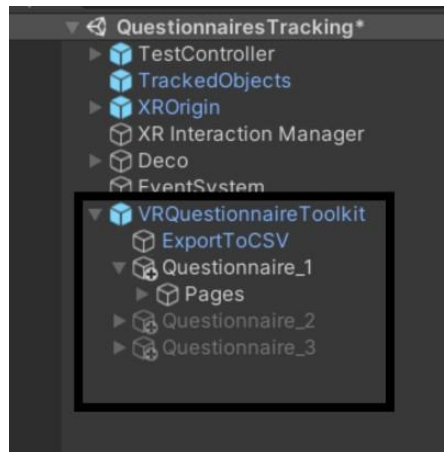 QuestionnairesTracking*
TestController
TrackedObjects
XROrigin
XR Interaction Manager
Deco
EventSystem
VRQuestionnaireToolkit
ExportToCSV
Questionnaire_1
Pages
Questionnaire_2
Questionnaire_3